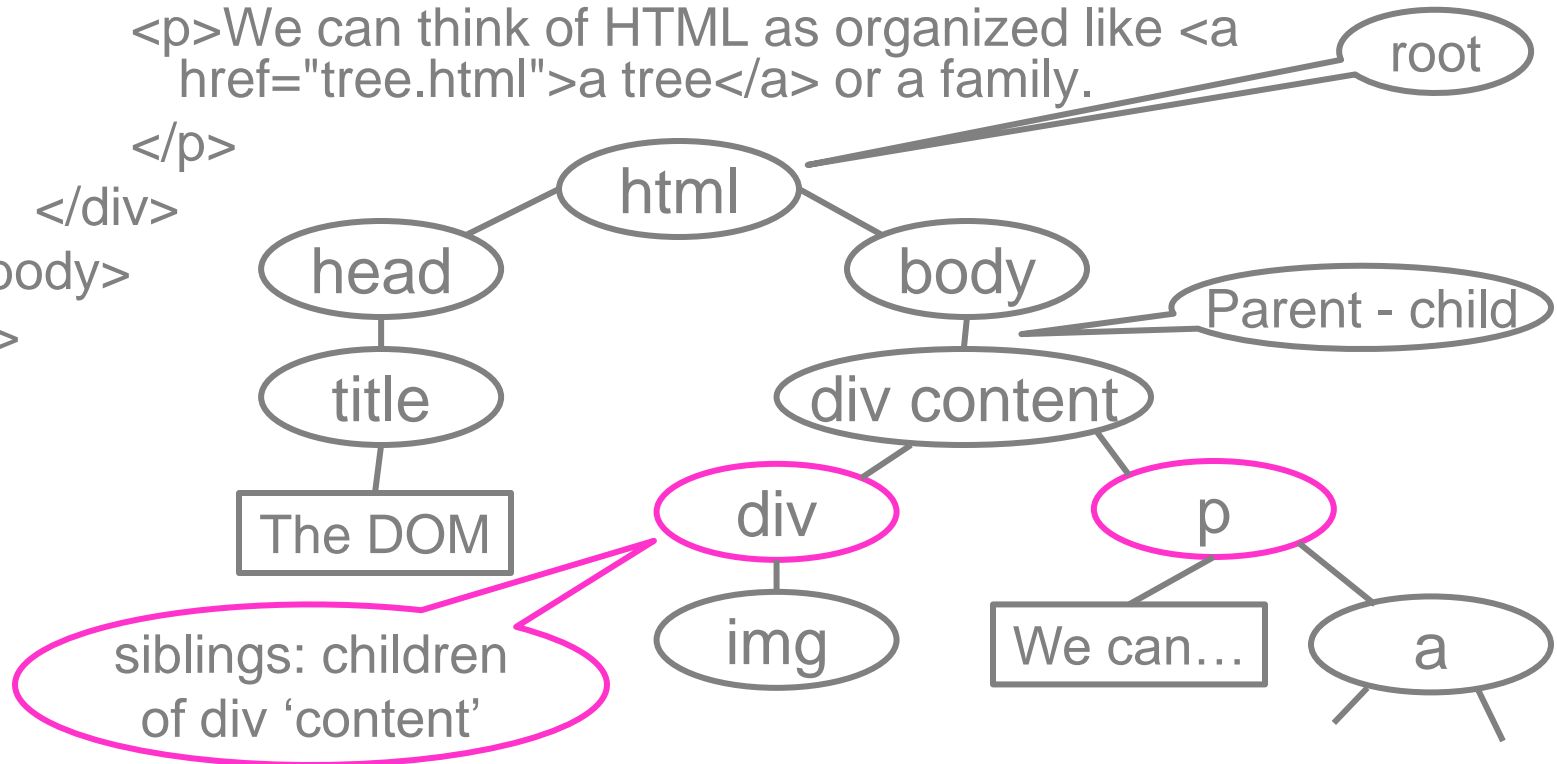 <p>We can think of HTML as organized like <a
href="tree.html">a tree</a> or a family.
</p>
</div>
body>
>
root
html
head
body
Parent - child
title
div content
The DOM
div
p
siblings: children
of div ‘content’
img
We can…
a